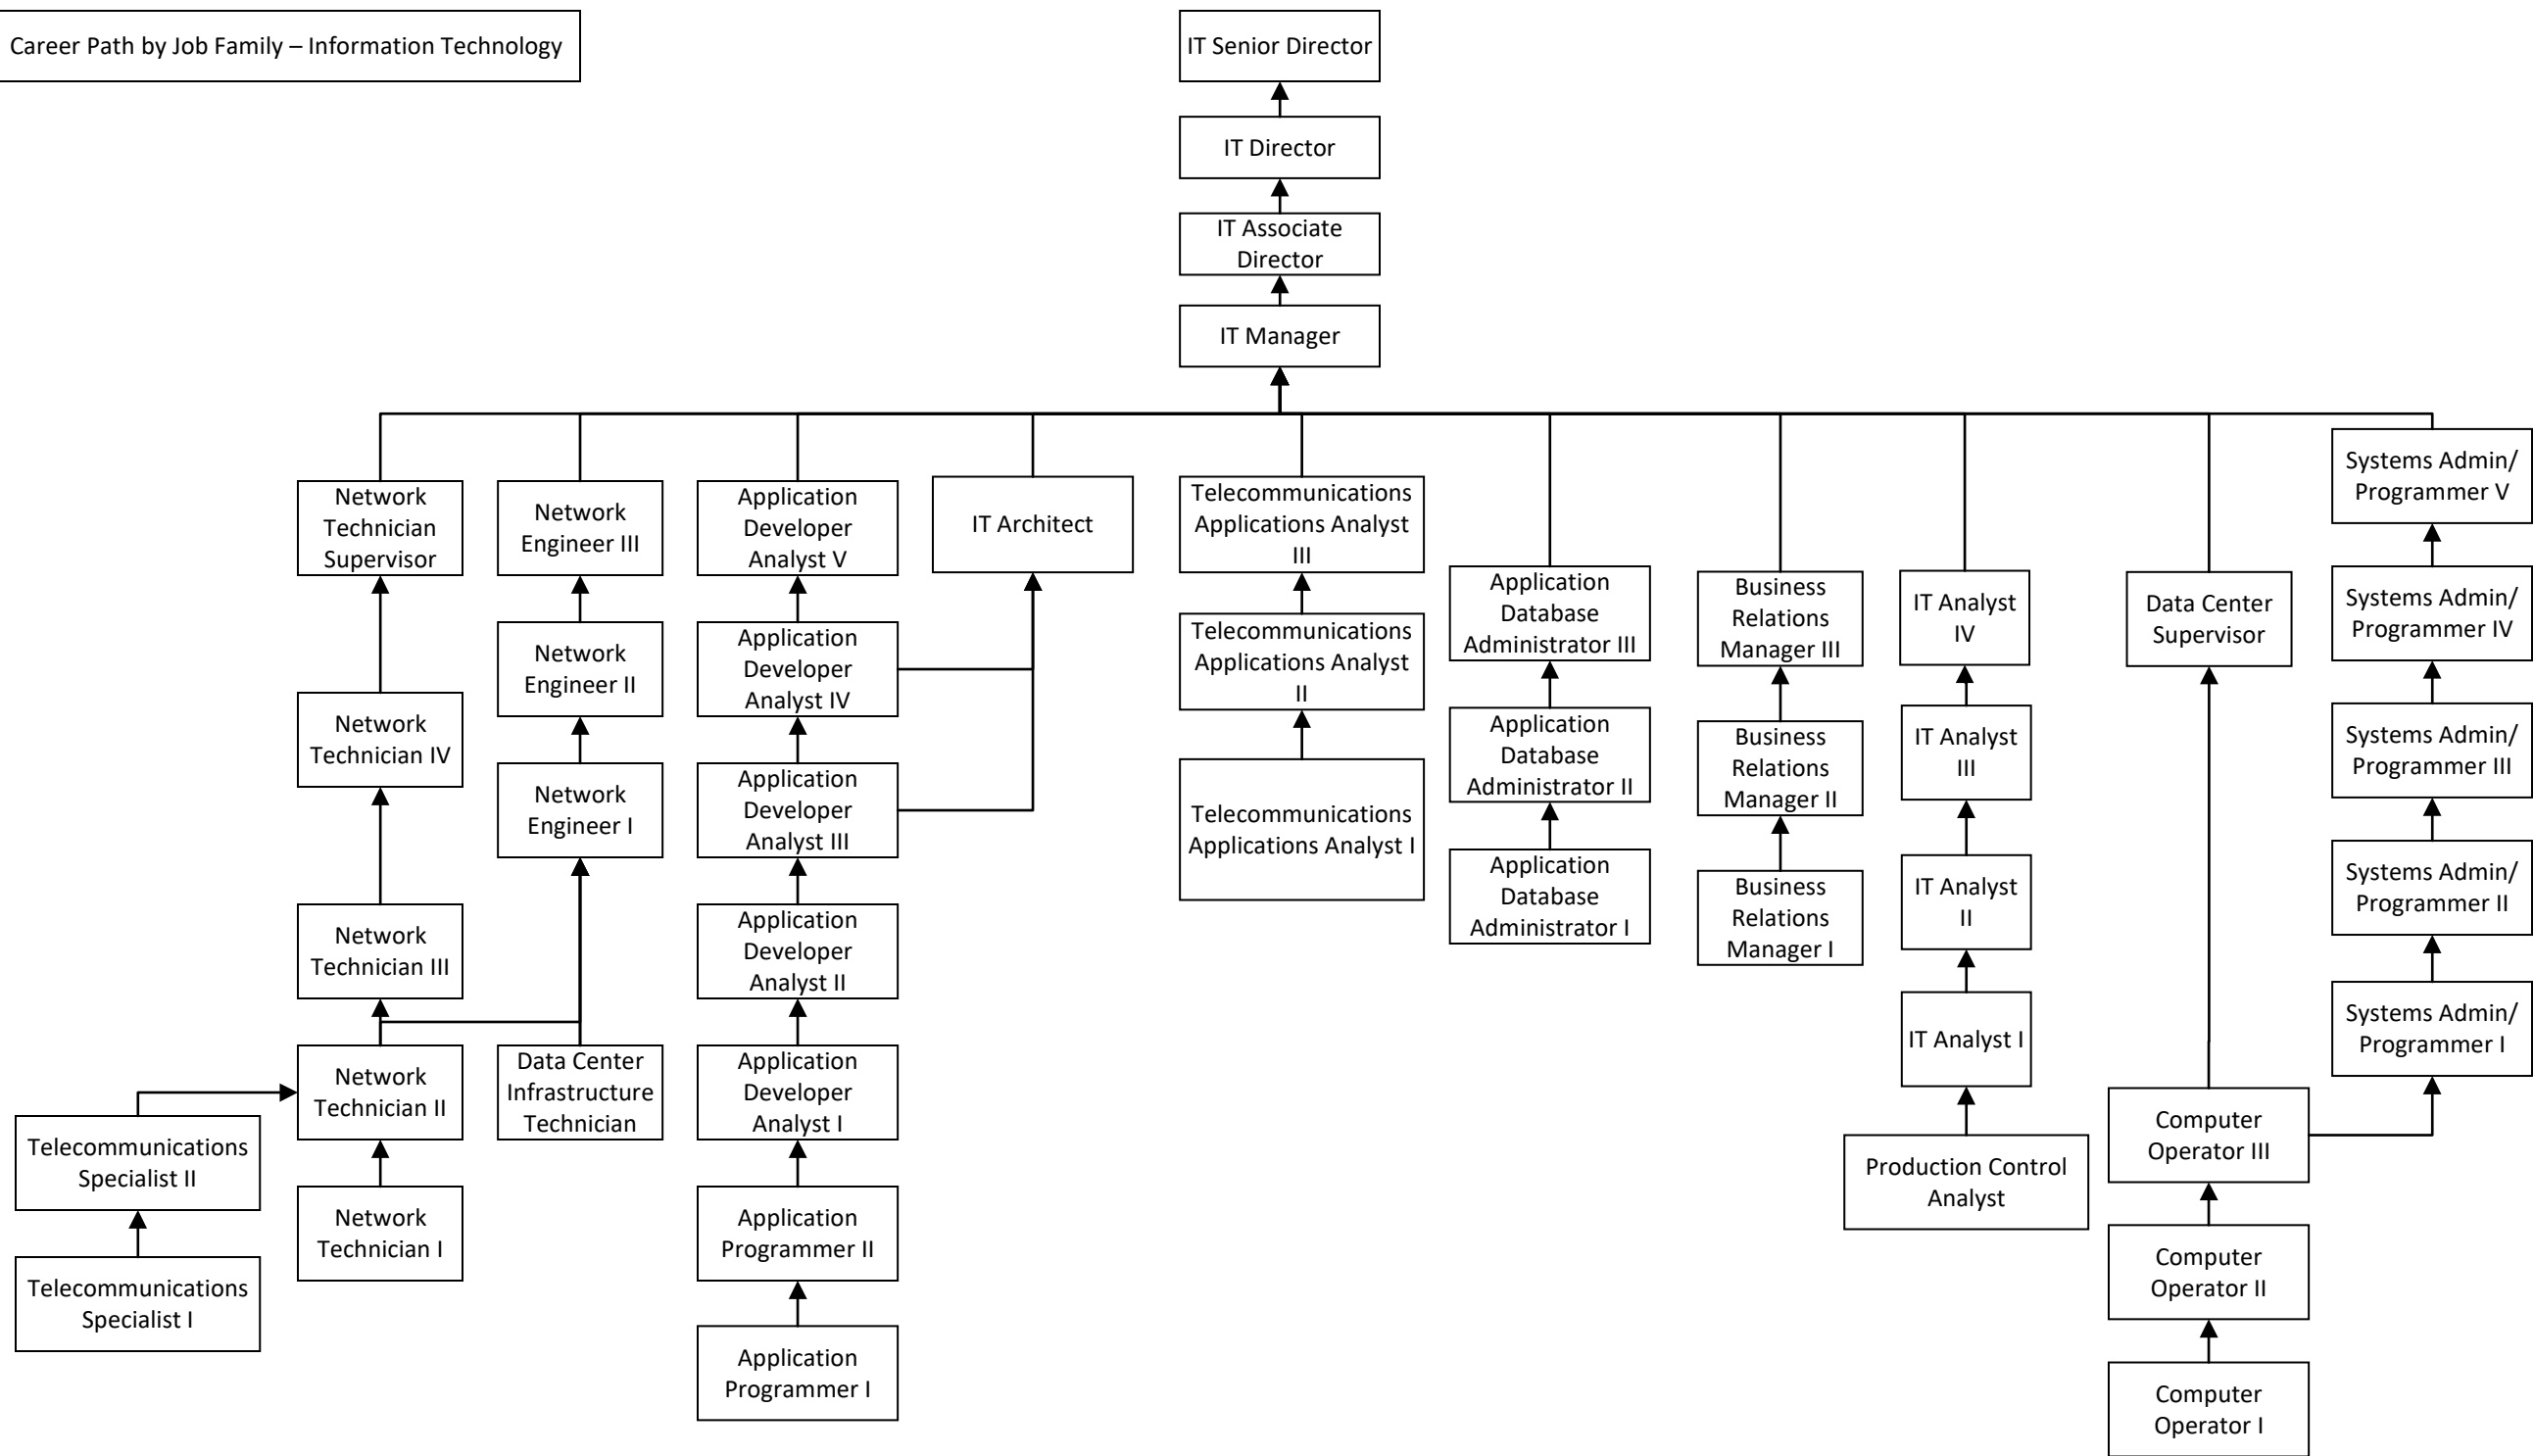 Career Path by Job Family – Information Technology
IT Senior Director
IT Director
IT Associate
Director
IT Manager
Network
Technician
Supervisor
Network
Technician IV
Network
Technician III
Network
Technician II
Network
Technician I
Telecommunications
Specialist II
Telecommunications
Specialist I
Network
Engineer III
Network
Engineer II
Network
Engineer I
Data Center
Infrastructure
Technician
Application
Developer
Analyst V
Application
Developer
Analyst IV
Application
Developer
Analyst III
Application
Developer
Analyst II
Application
Developer
Analyst I
Application
Programmer II
Application
Programmer I
IT Architect
Telecommunications
Applications Analyst
III
Telecommunications
Applications Analyst
II
Telecommunications
Applications Analyst I
Application
Database
Administrator III
Application
Database
Administrator II
Application
Database
Administrator I
Business
Relations
Manager III
Business
Relations
Manager II
Business
Relations
Manager I
IT Analyst
IV
IT Analyst
III
IT Analyst
II
IT Analyst I
Production Control
Analyst
Data Center
Supervisor
Computer
Operator III
Computer
Operator II
Computer
Operator I
Systems Admin/
Programmer V
Systems Admin/
Programmer IV
Systems Admin/
Programmer III
Systems Admin/
Programmer II
Systems Admin/
Programmer I